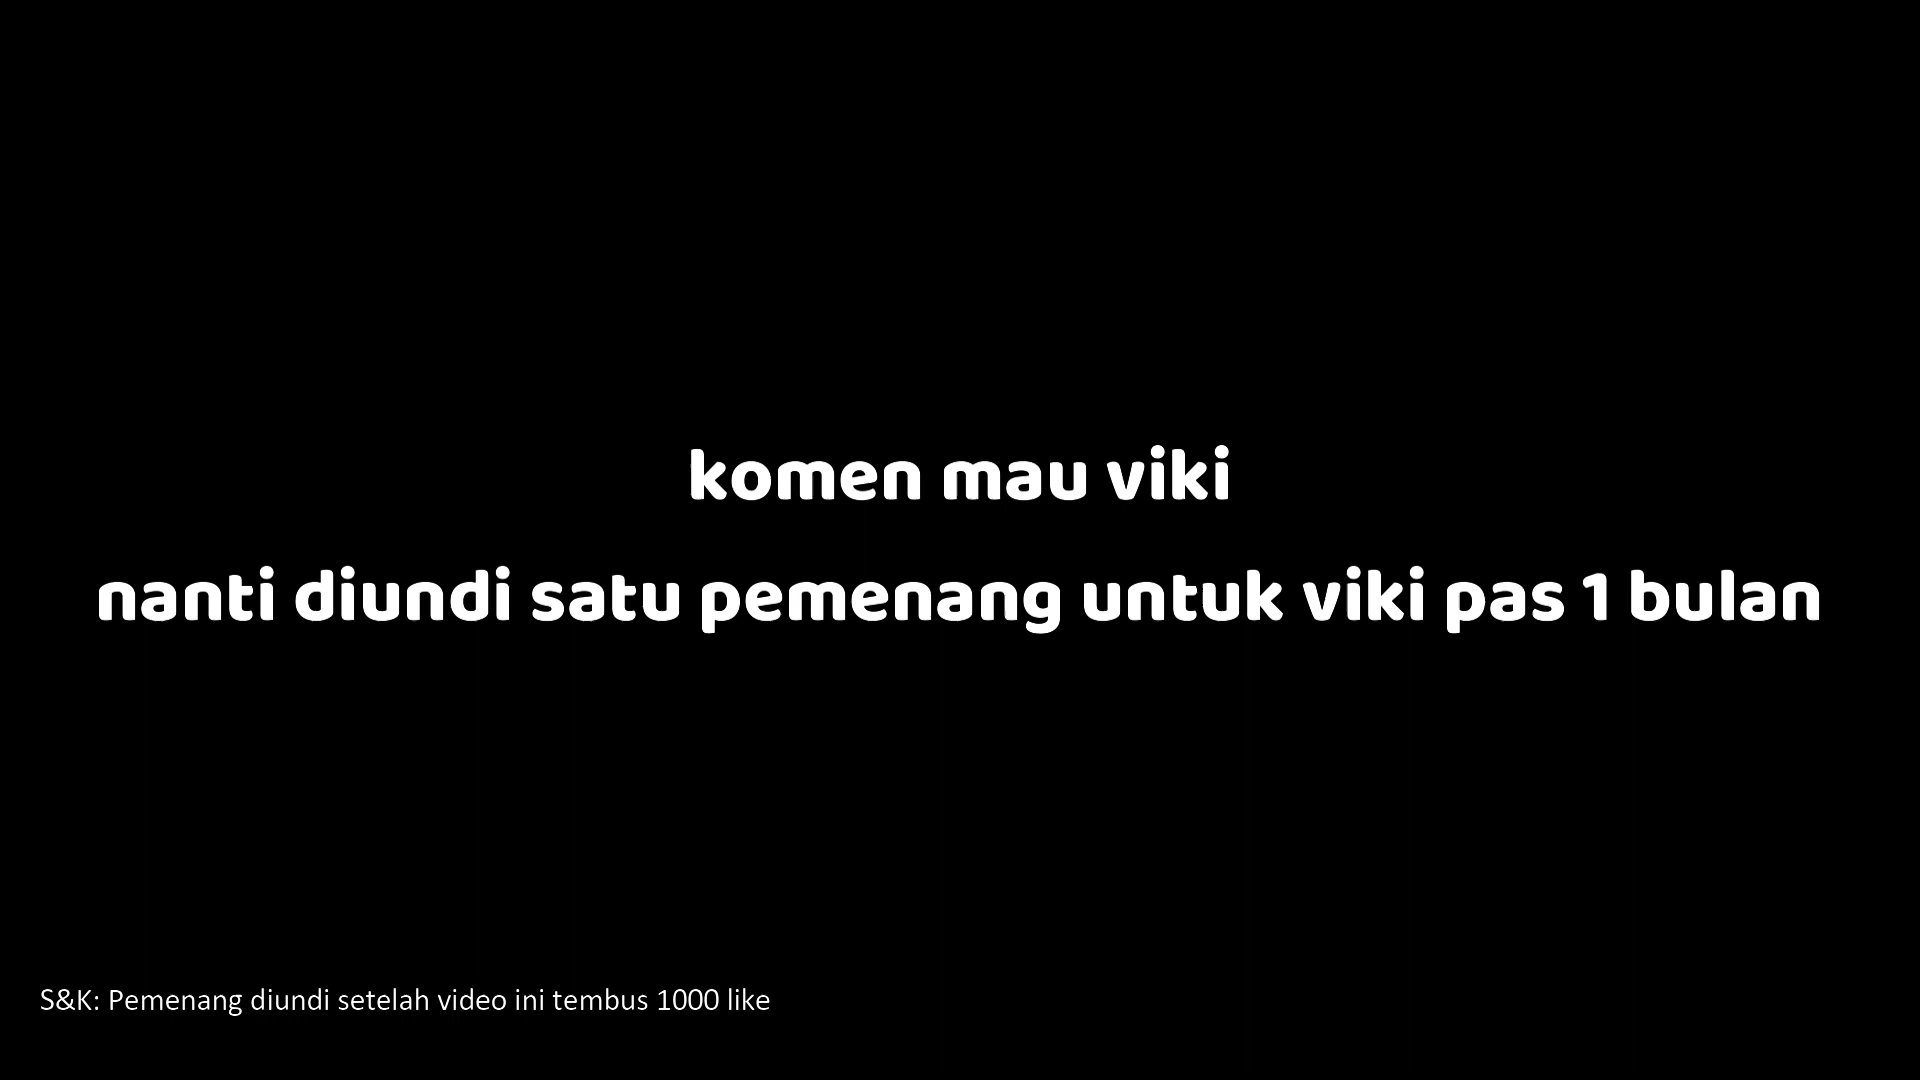 komen mau viki
nanti diundi satu pemenang untuk viki pas 1 bulan
S&K: Pemenang diundi setelah video ini tembus 1000 like